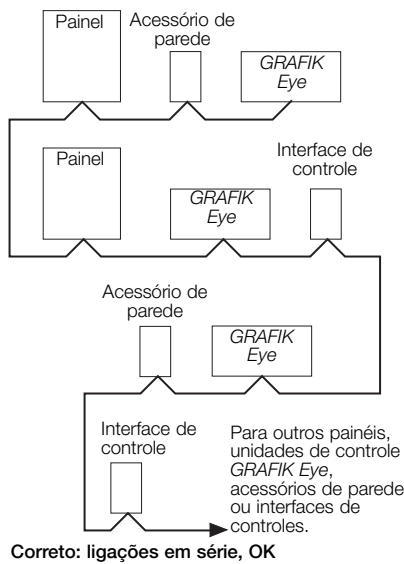 Painel
Acessório de
parede
GRAFIK
Eye
Painel
GRAFIK
Eye
Interface de
controle
Acessório de
parede
GRAFIK
Eye
Interface de
controle
Para outros painéis,
unidades de controle
GRAFIK Eye,
acessórios de parede
ou interfaces de
controles.
Correto: ligações em série, OK